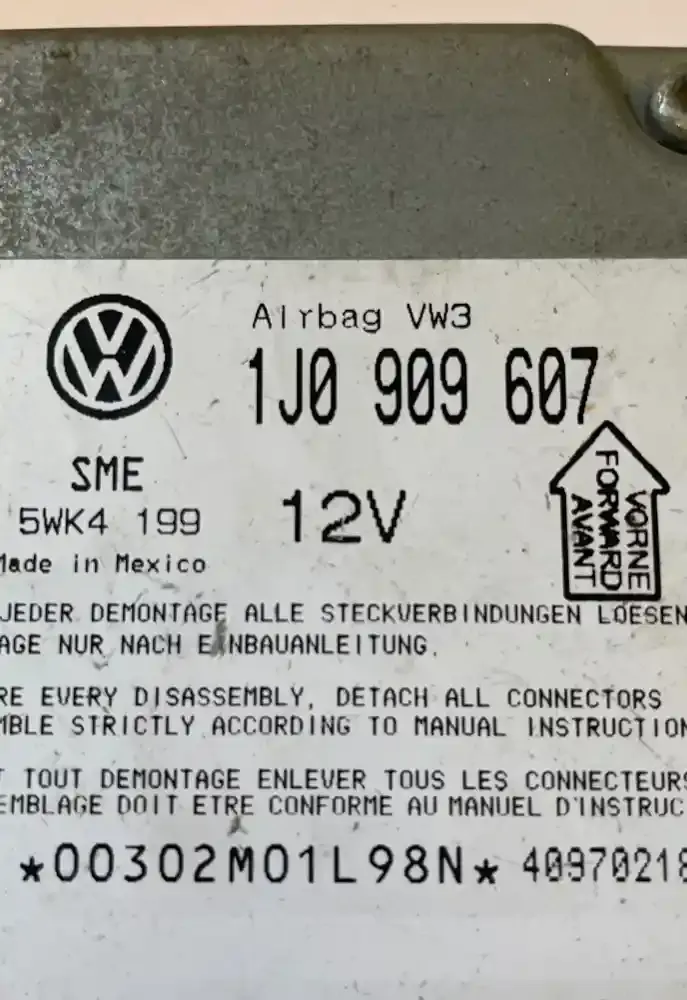 Airbag VW3
1J0 909 607
SME
5WK4 199
12V
VORNE
FORWARD
AVANT
Made in Mexico
JEDER DEMONTAGE ALLE STECKVERBINDUNGEN LOESEN
AGE NUR NACH EINBAUANLEITUNG.
RE EVERY DISASSEMBLY, DETACH ALL CONNECTORS
MBLE STRICTLY ACCORDING TO MANUAL INSTRUCTION
T TOUT DEMONTAGE ENLEVER TOUS LES CONNECTEURS
EMBLAGE DOIT ETRE CONFORME AU MANUEL D'INSTRUC
*00302M01L98N* 40970218